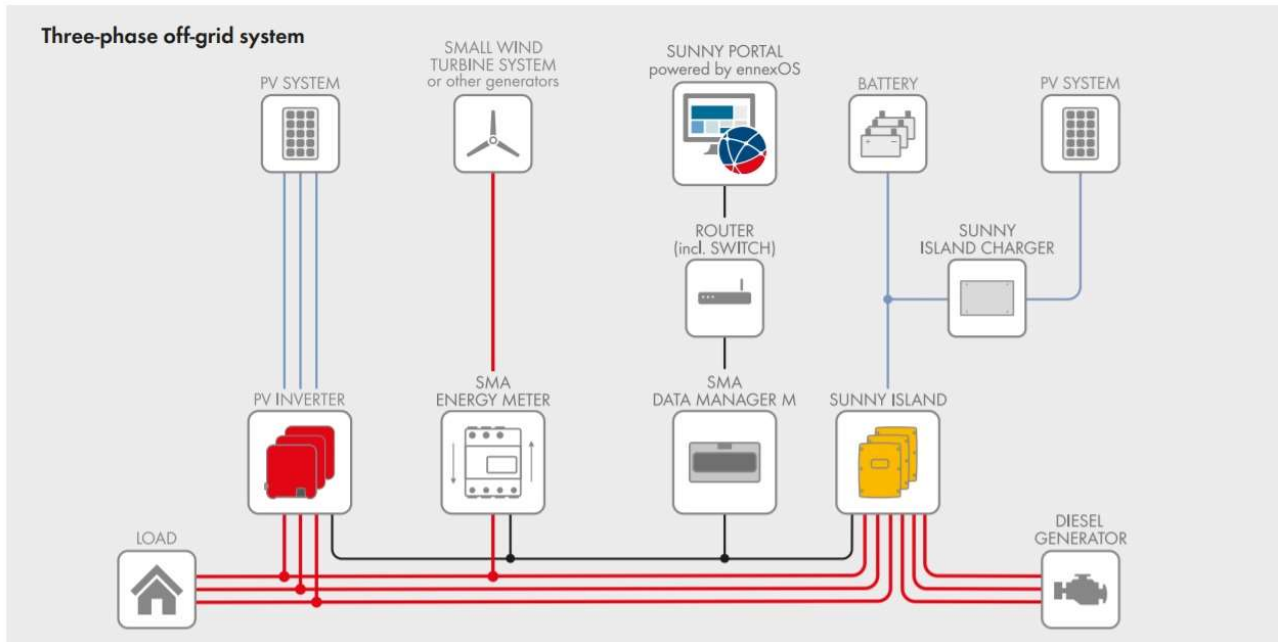 Three-phase off-grid system
PV SYSTEM
SMALL WIND
TURBINE SYSTEM
or other generators
SUNNY PORTAL
powered by ennexOS
BATTERY
PV SYSTEM
ROUTER
(incl. SWITCH)
SUNNY
ISLAND CHARGER
PV INVERTER
SMA
ENERGY METER
SMA
DATA MANAGER M
SUNNY ISLAND
LOAD
DIESEL
GENERATOR